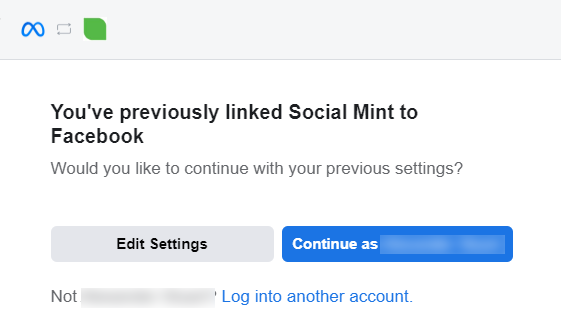 You've previously linked Social Mint to
Facebook
Would you like to continue with your previous settings?
Edit Settings
Continue as
Not ? Log into another account.